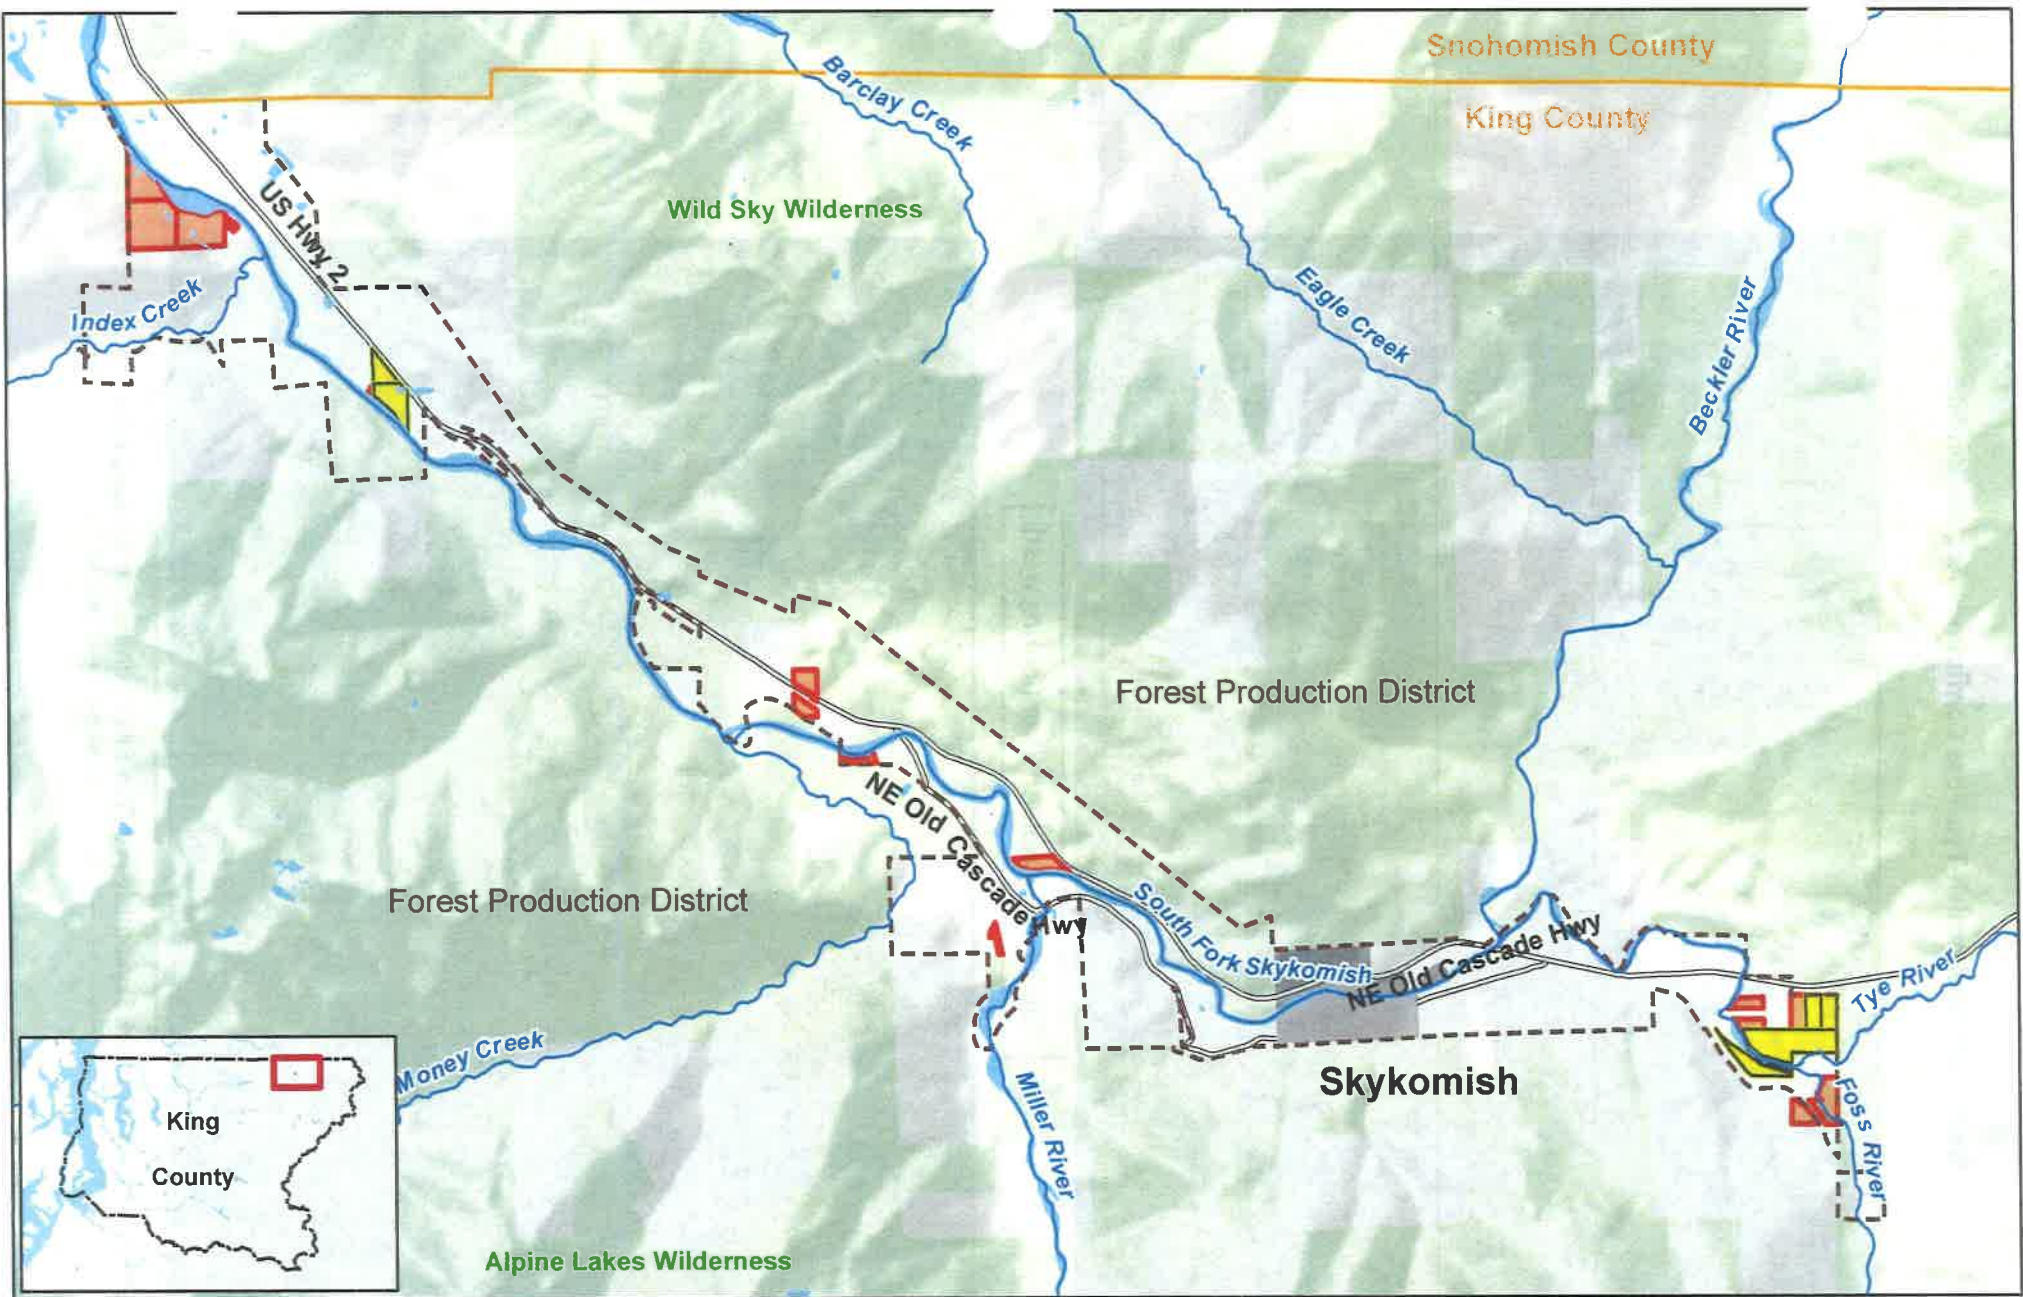 Snohomish County
King County
Barclay Creek
Wild Sky Wilderness
US Hwy 2
Index Creek
Eagle Creek
Beckler River
Forest Production District
NE Old Cascade Hwy
Forest Production District
South Fork Skykomish
NE Old Cascade Hwy
Tye River
Money Creek
Skykomish
Miller River
Foss River
King
County
Alpine Lakes Wilderness